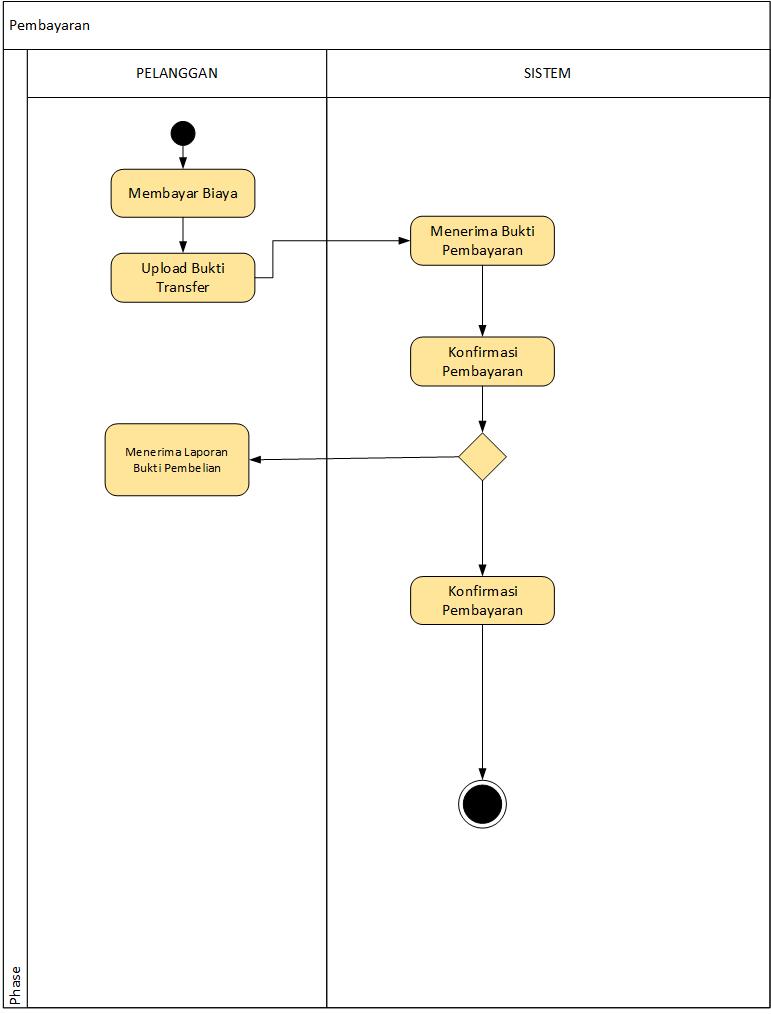 Pembayaran
PELANGGAN
SISTEM
Membayar Biaya
Upload Bukti
Transfer
Menerima Bukti
Pembayaran
Konfirmasi
Pembayaran
Menerima Laporan
Bukti Pembelian
Konfirmasi
Pembayaran
Phase